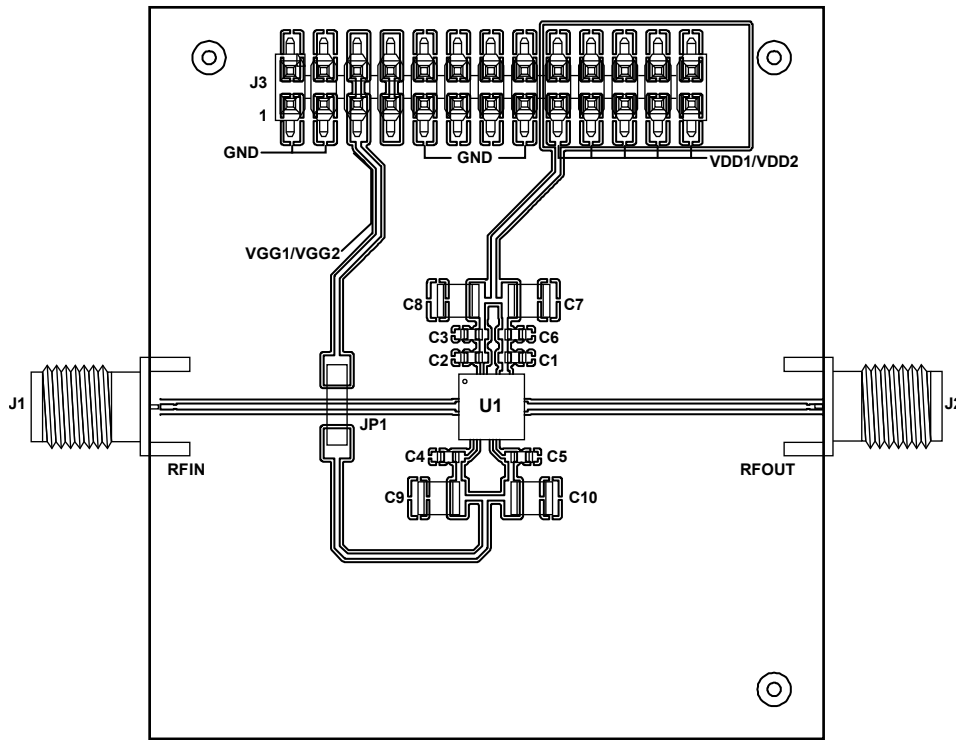 J3
1
GND
GND
VDD1/VDD2
VGG1/VGG2
C8
C7
C3
C6
C2
C1
J1
U1
J2
JP1
RFIN
C4
C5
RFOUT
C9
C10